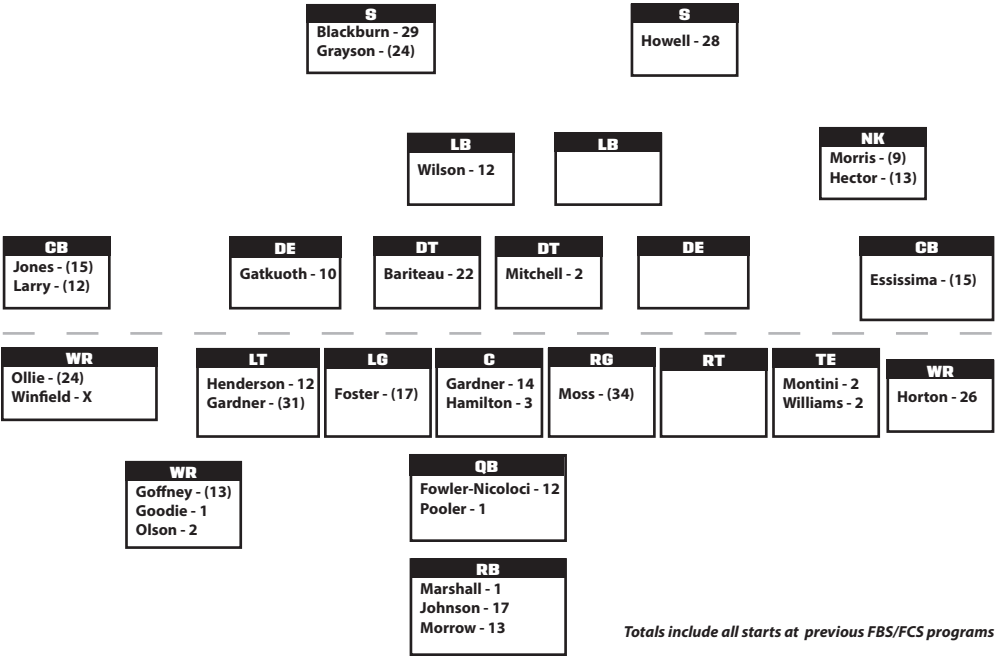 S
Blackburn - 29
Grayson - (24)
S
Howell - 28
LB
Wilson - 12
LB
NK
Morris - (9)
Hector - (13)
CB
Jones - (15)
Larry - (12)
DE
Gatkuoth - 10
DT
Bariteau - 22
DT
Mitchell - 2
DE
CB
Essissima - (15)
WR
Ollie - (24)
Winfield - X
LT
Henderson - 12
Gardner - (31)
LG
Foster - (17)
C
Gardner - 14
Hamilton - 3
RG
Moss - (34)
RT
TE
Montini - 2
Williams - 2
WR
Horton - 26
WR
Goffney - (13)
Goodie - 1
Olson - 2
QB
Fowler-Nicoloci - 12
Pooler - 1
RB
Marshall - 1
Johnson - 17
Morrow - 13
Totals include all starts at previous FBS/FCS programs